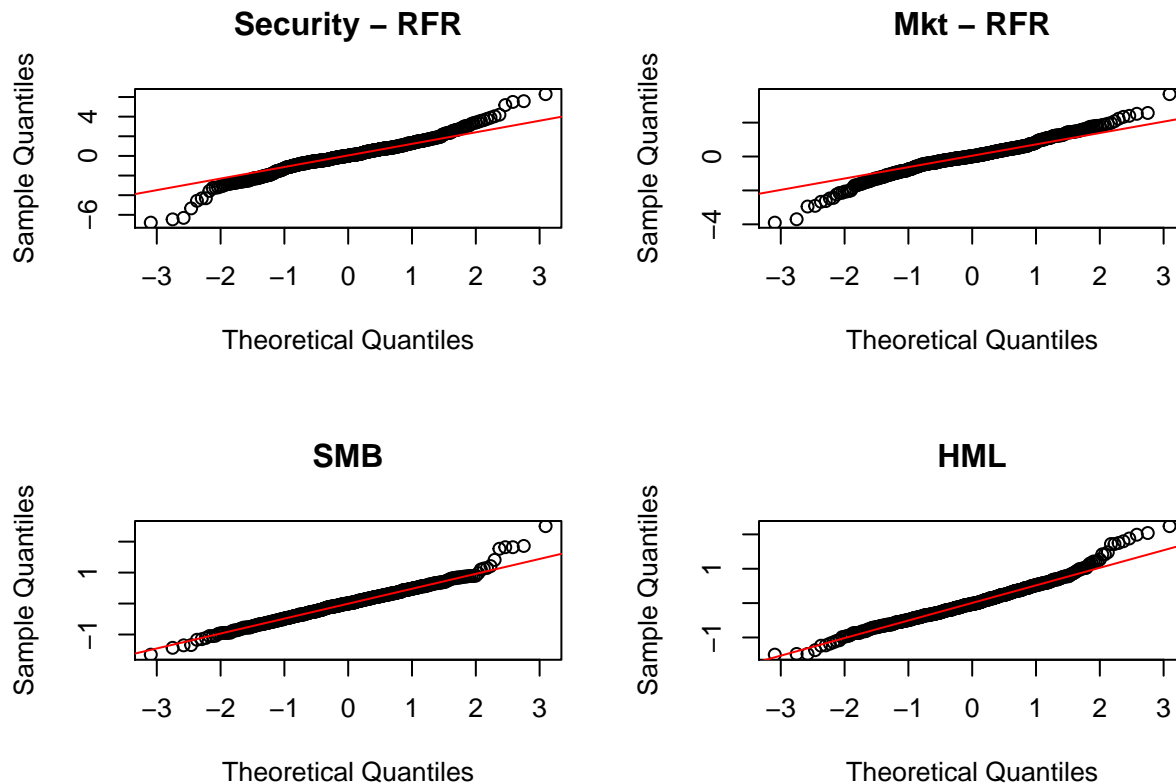 Security – RFR
Sample Quantiles
4
0
−6
−3 −2 −1 0 1 2 3
Theoretical Quantiles
Mkt – RFR
Sample Quantiles
0
−4
−3 −2 −1 0 1 2 3
Theoretical Quantiles
SMB
Sample Quantiles
1
−1
−3 −2 −1 0 1 2 3
Theoretical Quantiles
HML
Sample Quantiles
1
−1
−3 −2 −1 0 1 2 3
Theoretical Quantiles